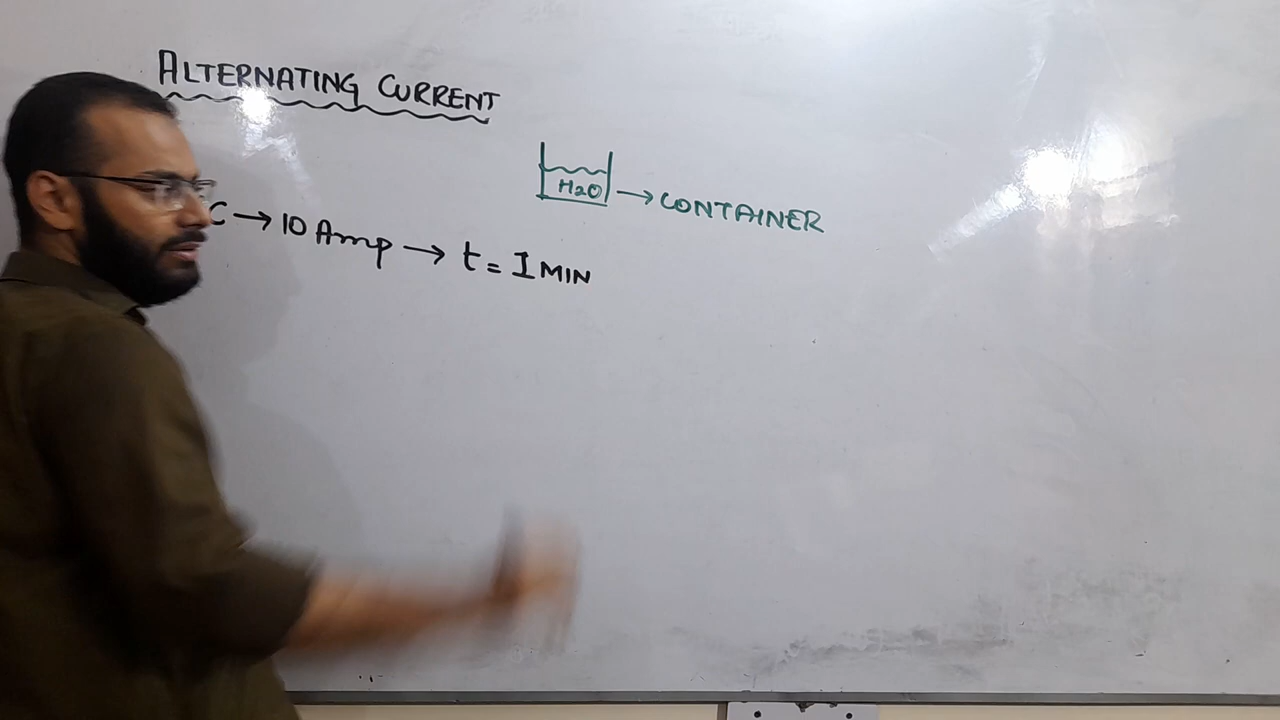 ALTERNATING CURRENT
H2O → CONTAINER
C → 10 Amp → t = 1 MIN